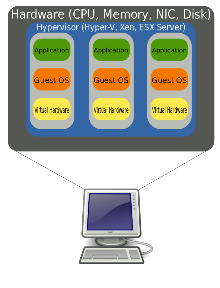 Hardware (CPU, Memory, NIC, Disk)
Hypervisor (Hyper-V, Xen, ESX Server)
Application Application Application
Guest OS Guest OS Guest OS
Virtual Hardware Virtual Hardware Virtual Hardware